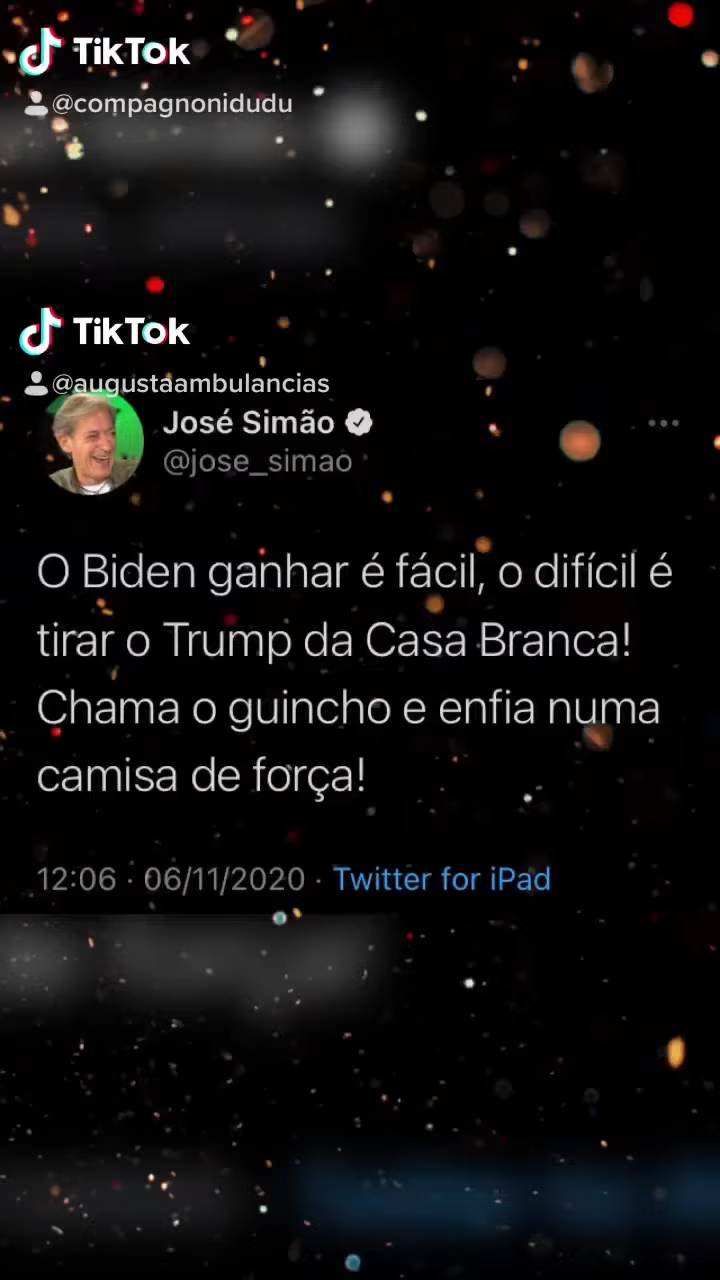 TikTok
@compagnonidudu
TikTok
@augustaambulancias
José Simão
@jose_simao
O Biden ganhar é fácil, o difícil é
tirar o Trump da Casa Branca!
Chama o guincho e enfia numa
camisa de força!
12:06 · 06/11/2020 · Twitter for iPad